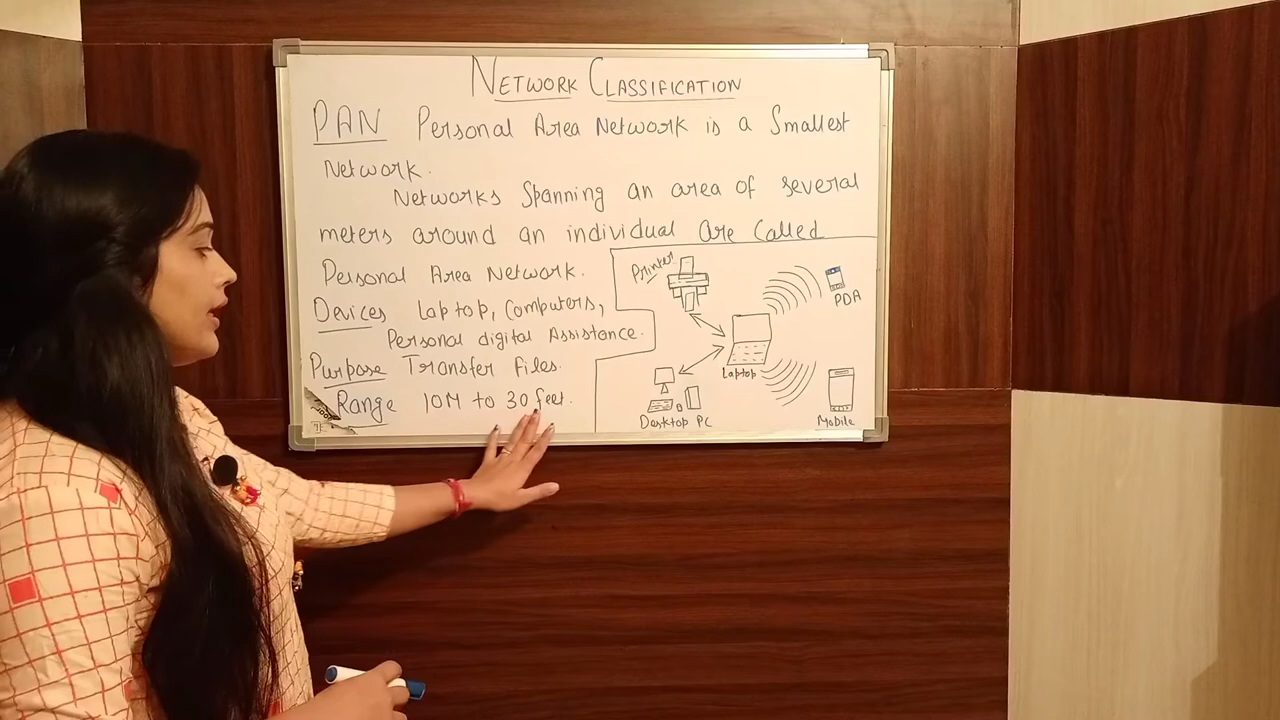 NETWORK CLASSIFICATION
PAN Personal Area Network is a Smallest
Network.
Networks Spanning an area of several
meters around an individual are Called
Personal Area Network.
Devices Laptop, Computers,
Personal digital Assistance.
Purpose Transfer Files.
Range 10M to 30 feet.
Printer
PDA
Laptop
Desktop PC
Mobile